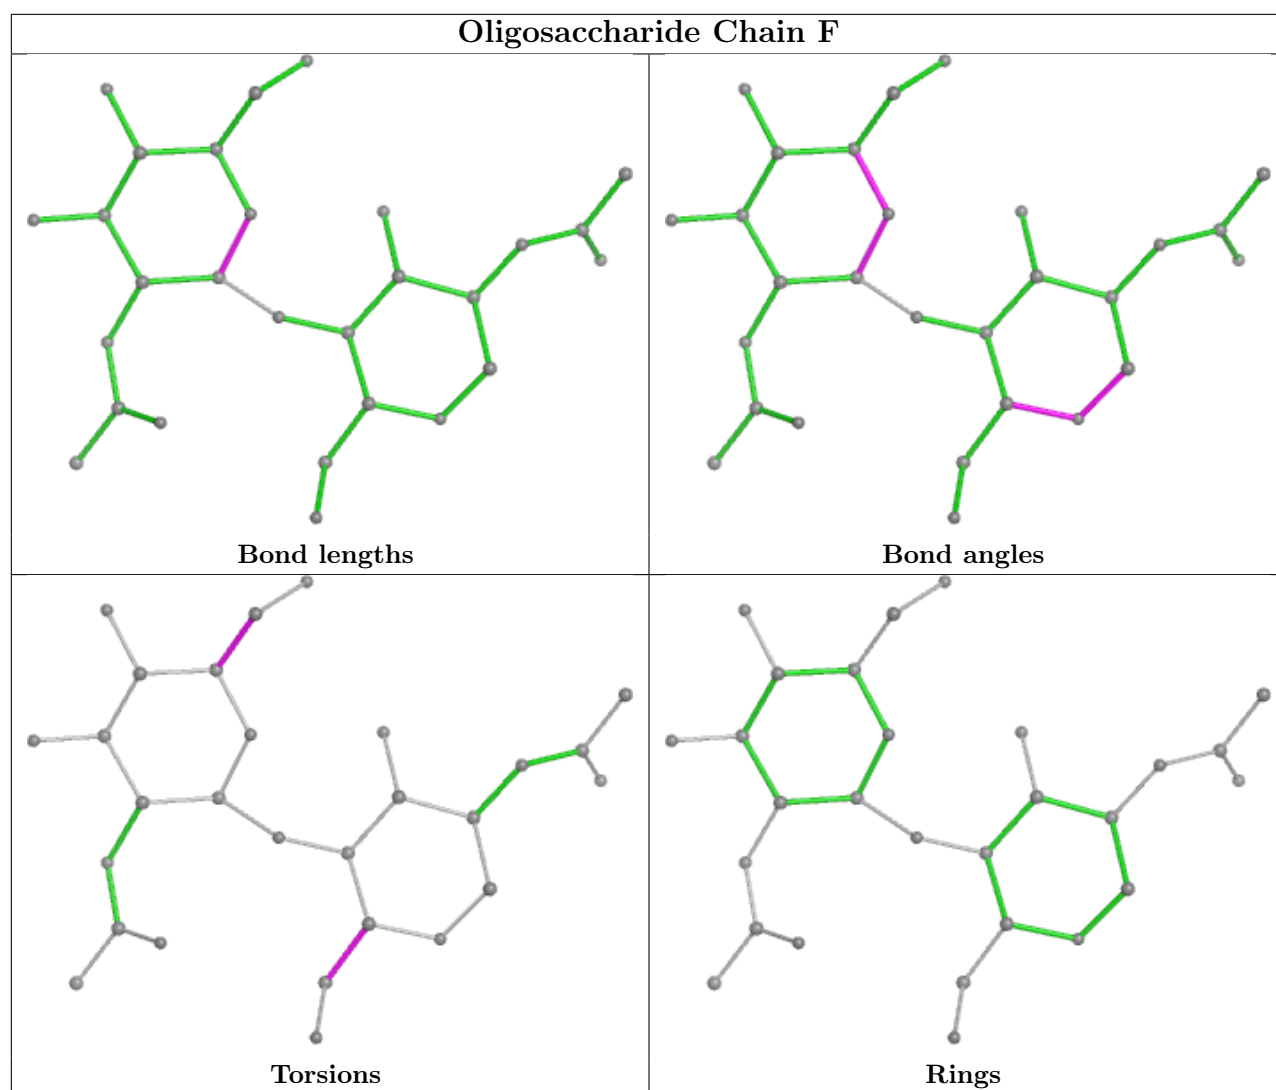 Oligosaccharide Chain F
Bond lengths
Bond angles
Torsions
Rings